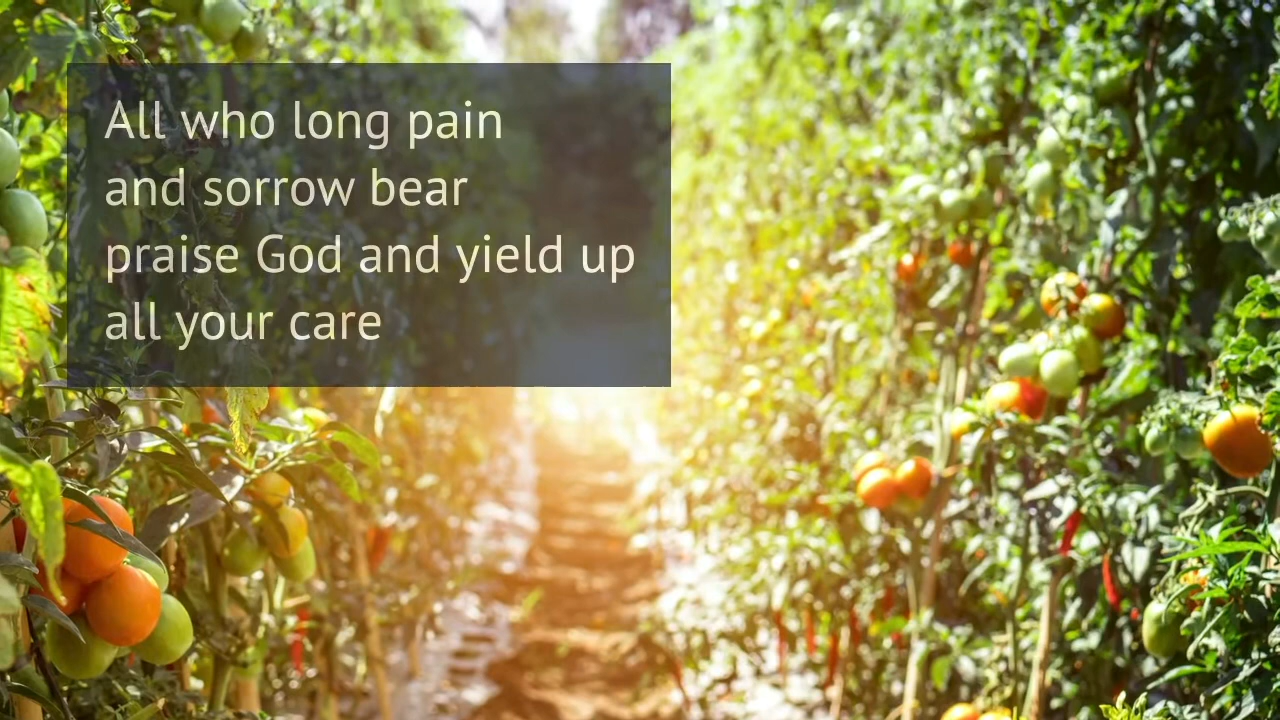 All who long pain
and sorrow bear
praise God and yield up
all your care